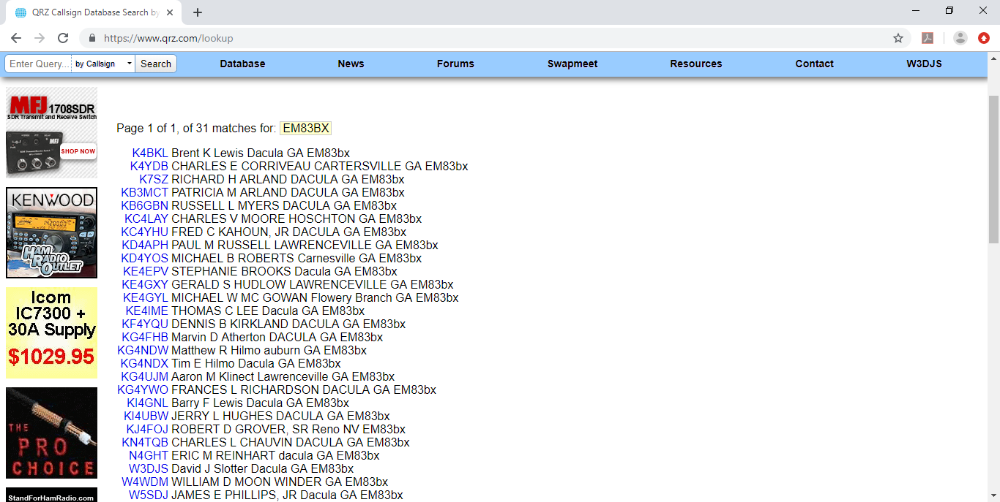 QRZ Callsign Database Search by
https://www.qrz.com/lookup
Enter Query... by Callsign Search Database News Forums Swapmeet Resources Contact W3DJS
MFJ 1708SDR
SDR Transmit and Receive Switch
MFJ
SHOP NOW
KENWOOD
HAM RADIO OUTLET
Icom
IC7300 +
30A Supply
$1029.95
THE
PRO
CHOICE
StandForHamRadio.com
Page 1 of 1, of 31 matches for: EM83BX
K4BKL Brent K Lewis Dacula GA EM83bx
K4YDB CHARLES E CORRIVEAU CARTERSVILLE GA EM83bx
K7SZ RICHARD H ARLAND DACULA GA EM83bx
KB3MCT PATRICIA M ARLAND DACULA GA EM83bx
KB6GBN RUSSELL L MYERS DACULA GA EM83bx
KC4LAY CHARLES V MOORE HOSCHTON GA EM83bx
KC4YHU FRED C KAHOUN, JR DACULA GA EM83bx
KD4APH PAUL M RUSSELL LAWRENCEVILLE GA EM83bx
KD4YOS MICHAEL B ROBERTS Carnesville GA EM83bx
KE4EPV STEPHANIE BROOKS Dacula GA EM83bx
KE4GXY GERALD S HUDLOW LAWRENCEVILLE GA EM83bx
KE4GYL MICHAEL W MC GOWAN Flowery Branch GA EM83bx
KE4IME THOMAS C LEE Dacula GA EM83bx
KF4YQU DENNIS B KIRKLAND DACULA GA EM83bx
KG4FHB Marvin D Atherton DACULA GA EM83bx
KG4NDW Matthew R Hilmo auburn GA EM83bx
KG4NDX Tim E Hilmo Dacula GA EM83bx
KG4UJM Aaron M Klinect Lawrenceville GA EM83bx
KG4YWO FRANCES L RICHARDSON DACULA GA EM83bx
KI4GNL Barry F Lewis Dacula GA EM83bx
KI4UBW JERRY L HUGHES DACULA GA EM83bx
KJ4FOJ ROBERT D GROVER, SR Reno NV EM83bx
KN4TQB CHARLES L CHAUVIN DACULA GA EM83bx
N4GHT ERIC M REINHART dacula GA EM83bx
W3DJS David J Slotter Dacula GA EM83bx
W4WDM WILLIAM D MOON WINDER GA EM83bx
W5SDJ JAMES E PHILLIPS, JR Dacula GA EM83bx